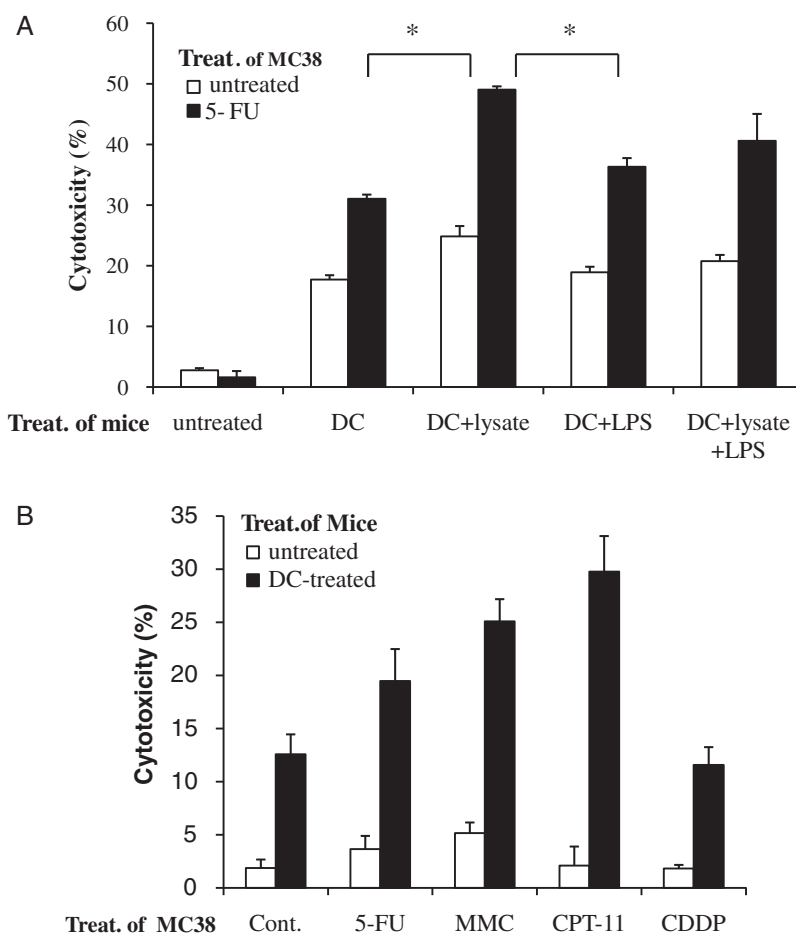 A
60
50
40
30
20
10
0
Cytotoxicity (%)
Treat. of MC38
untreated
5- FU
*
*
Treat. of mice untreated DC DC+lysate DC+LPS DC+lysate
+LPS
B
35
30
25
20
15
10
5
0
Cytotoxicity (%)
Treat.of Mice
untreated
DC-treated
Treat. of MC38 Cont. 5-FU MMC CPT-11 CDDP